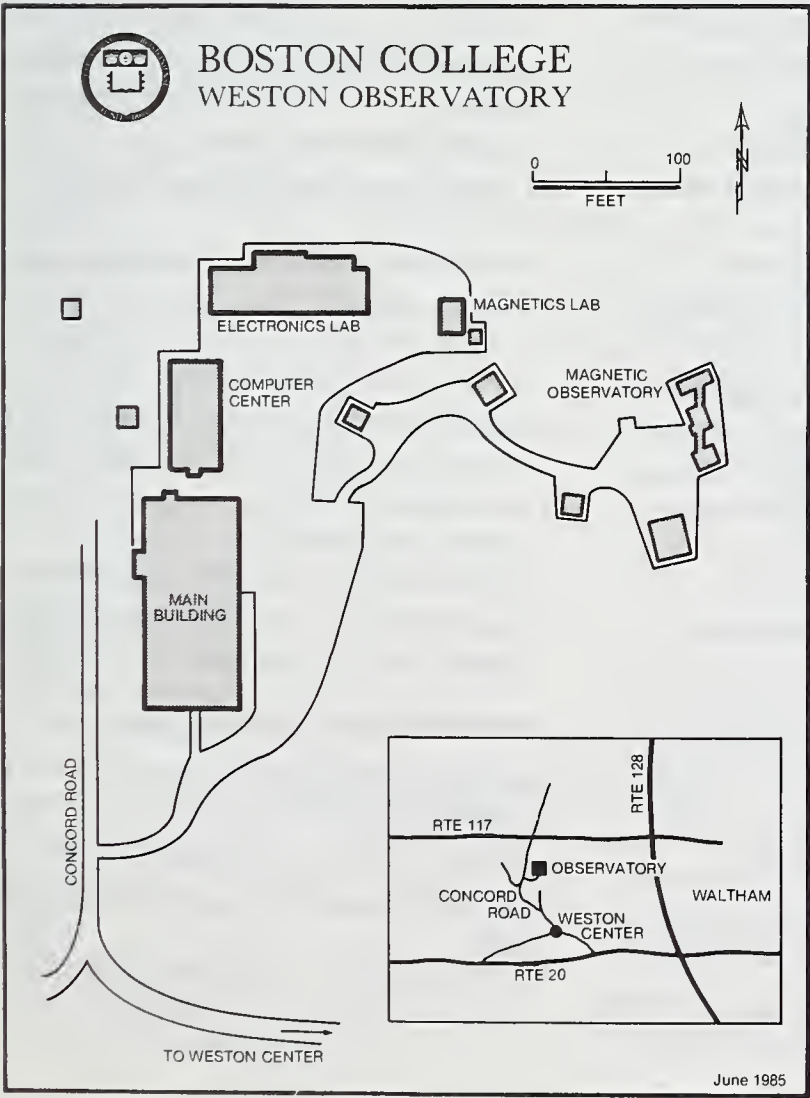 BOSTON COLLEGE
WESTON OBSERVATORY
0 100
FEET
N
MAGNETICS LAB
ELECTRONICS LAB
COMPUTER
CENTER
MAGNETIC
OBSERVATORY
MAIN
BUILDING
CONCORD ROAD
RTE 128
RTE 117
OBSERVATORY
CONCORD
ROAD
WALTHAM
WESTON
CENTER
RTE 20
TO WESTON CENTER
June 1985